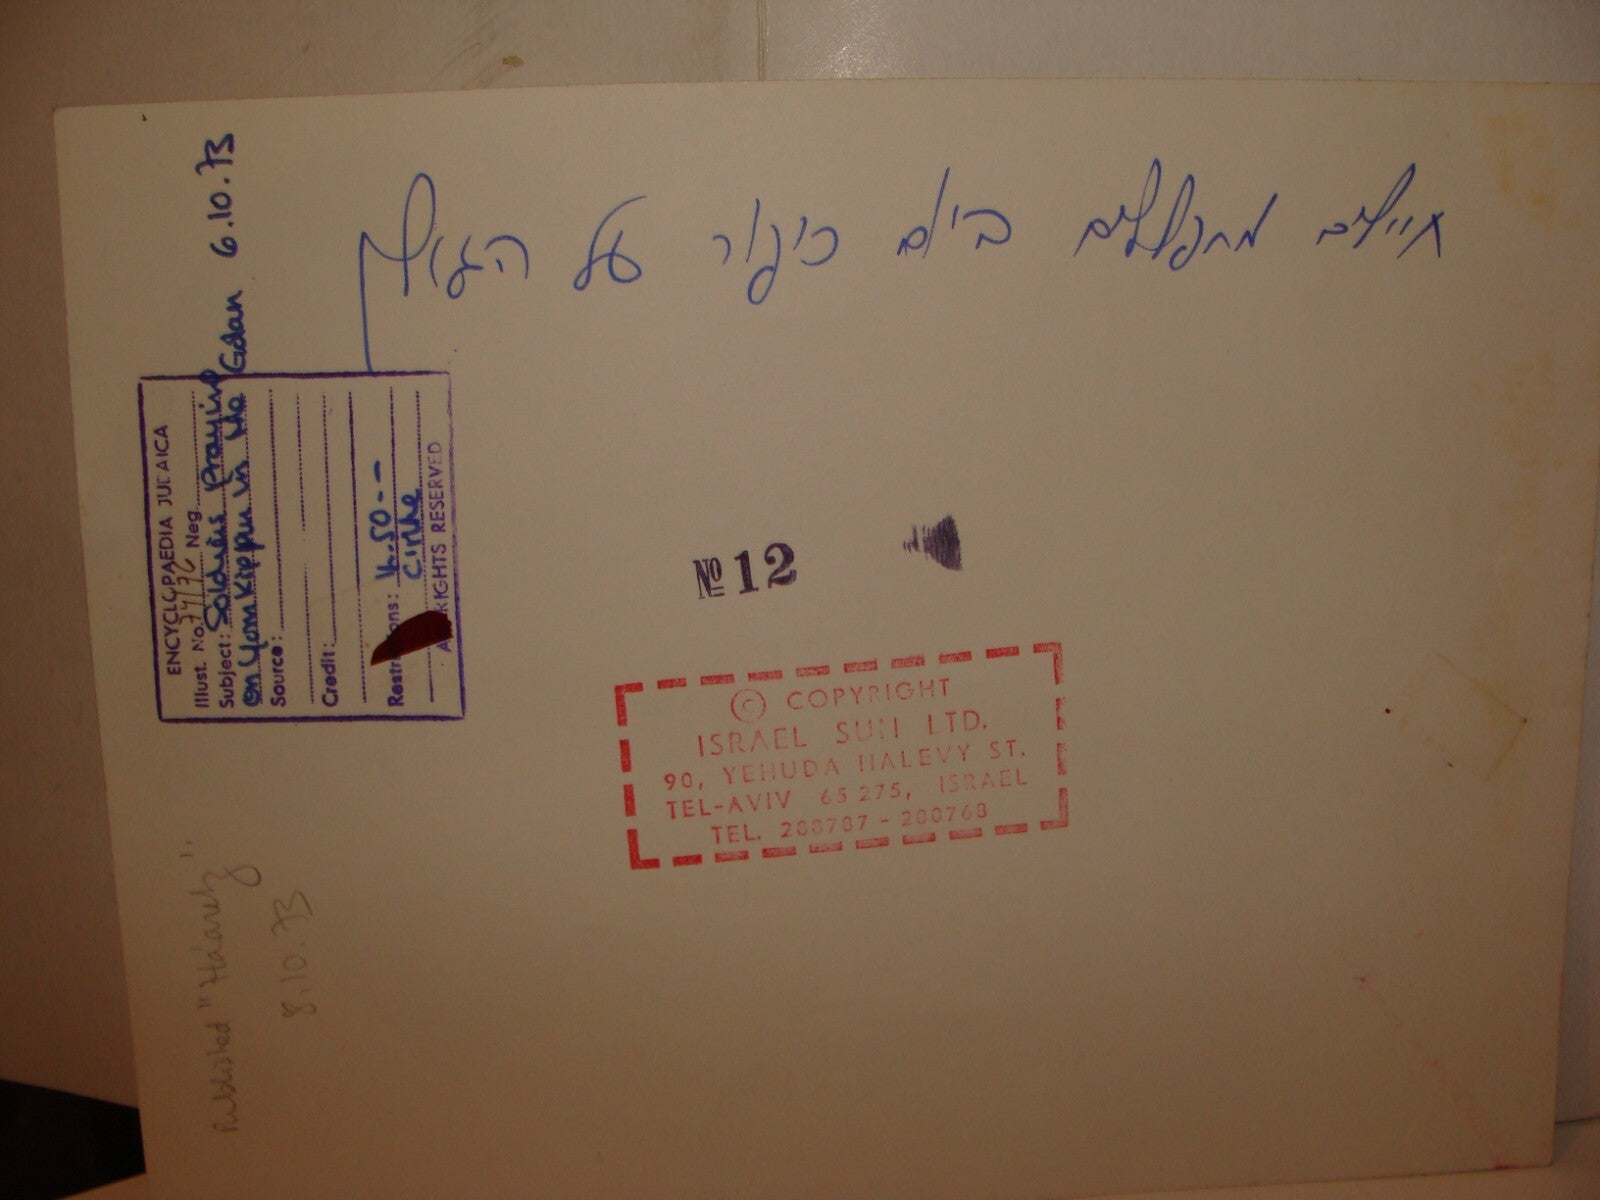 חיילים מתפללים ביום כיפור על הגולן
ENCYCLOPAEDIA JUDAICA
Illust. No. 74/76 Neg.
Subject: Soldiers Praying
on Yom Kippur in the Golan 6.10.73
Source:
Credit:
Restrictions:
ALL RIGHTS RESERVED
№ 12
© COPYRIGHT
ISRAEL SUN LTD.
90, YEHUDA HALEVY ST.
TEL-AVIV 65 275, ISRAEL
TEL.
Published "Haaretz",
8.10.73